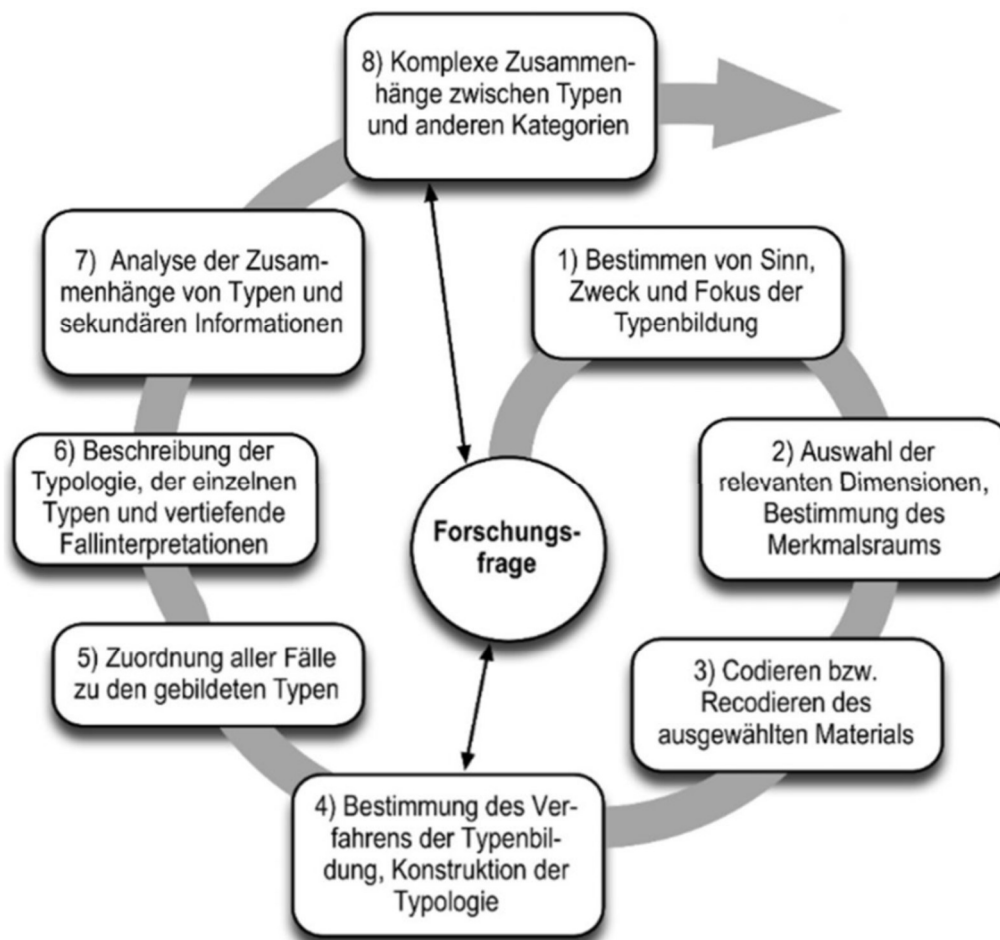 8) Komplexe Zusammen-
hänge zwischen Typen
und anderen Kategorien
7) Analyse der Zusam-
menhänge von Typen und
sekundären Informationen
1) Bestimmen von Sinn,
Zweck und Fokus der
Typenbildung
6) Beschreibung der
Typologie, der einzelnen
Typen und vertiefende
Fallinterpretationen
Forschungs-
frage
2) Auswahl der
relevanten Dimensionen,
Bestimmung des
Merkmalsraums
5) Zuordnung aller Fälle
zu den gebildeten Typen
3) Codieren bzw.
Recodieren des
ausgewählten Materials
4) Bestimmung des Ver-
fahrens der Typenbil-
dung, Konstruktion der
Typologie